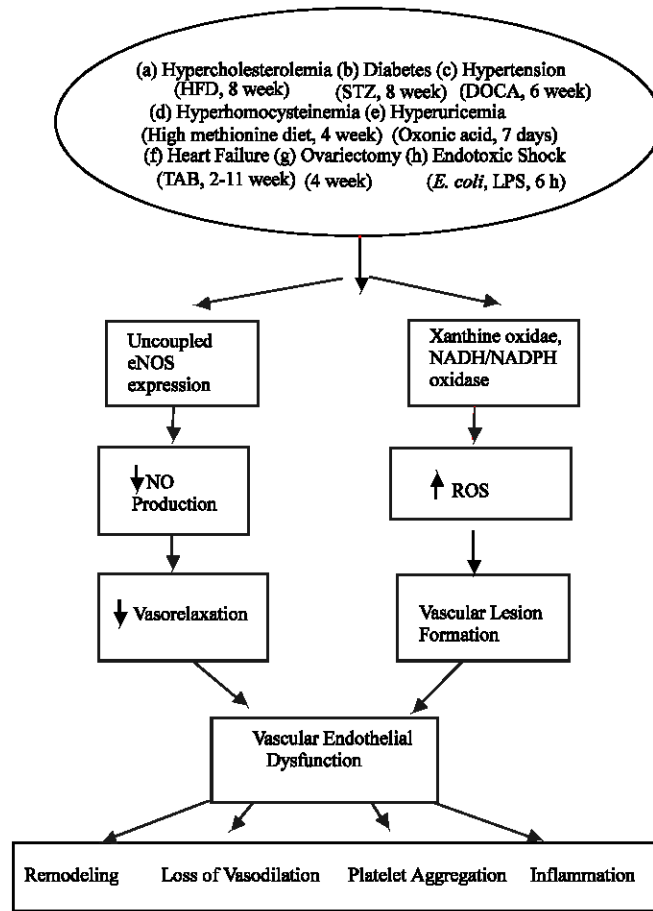 (a) Hypercholesterolemia (b) Diabetes (c) Hypertension
(HFD, 8 week) (STZ, 8 week) (DOCA, 6 week)
(d) Hyperhomocysteinemia (e) Hyperuricemia
(High methionine diet, 4 week) (Oxonic acid, 7 days)
(f) Heart Failure (g) Ovariectomy (h) Endotoxic Shock
(TAB, 2-11 week) (4 week) (E. coli, LPS, 6 h)
Uncoupled
eNOS
expression
Xanthine oxidae,
NADH/NADPH
oxidase
NO
Production
ROS
Vasorelaxation
Vascular Lesion
Formation
Vascular Endothelial
Dysfunction
Remodeling Loss of Vasodilation Platelet Aggregation Inflammation